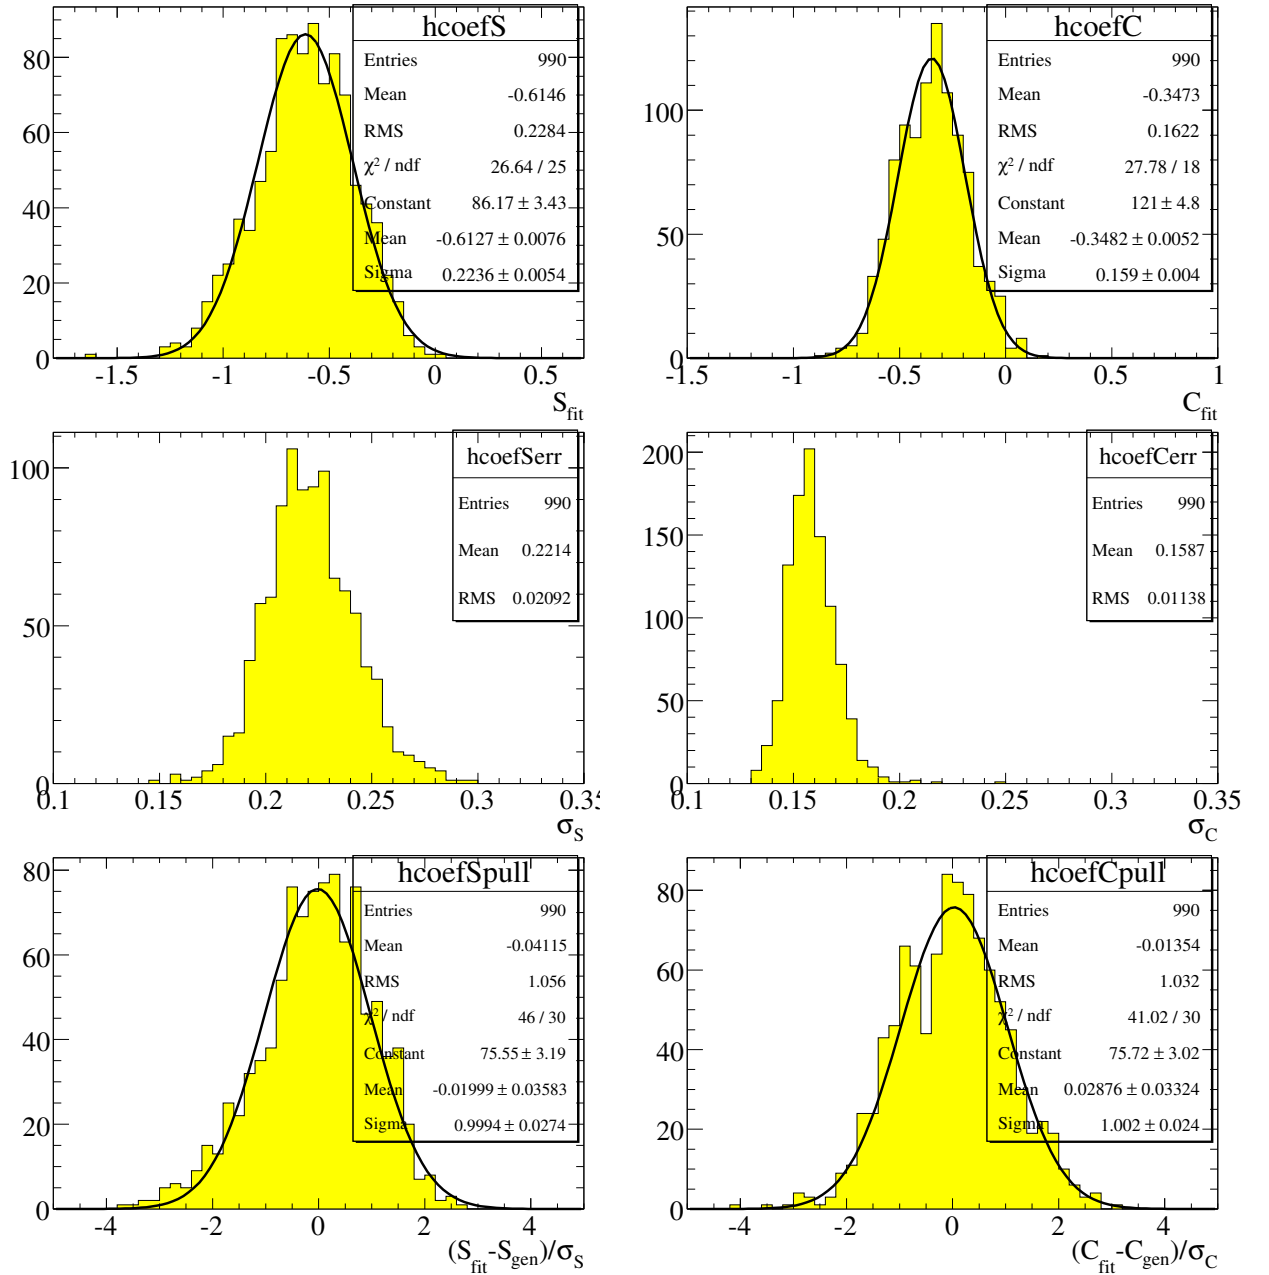 hcoefS
Entries 990
Mean -0.6146
RMS 0.2284
χ² / ndf 26.64 / 25
Constant 86.17 ± 3.43
Mean -0.6127 ± 0.0076
Sigma 0.2236 ± 0.0054
80
60
40
20
0
-1.5 -1 -0.5 0 0.5
S_fit
hcoefC
Entries 990
Mean -0.3473
RMS 0.1622
χ² / ndf 27.78 / 18
Constant 121 ± 4.8
Mean -0.3482 ± 0.0052
Sigma 0.159 ± 0.004
100
50
0
-1.5 -1 -0.5 0 0.5 1
C_fit
hcoefSerr
Entries 990
Mean 0.2214
RMS 0.02092
100
50
0
0.1 0.15 0.2 0.25 0.3 0.35
σ_S
hcoefCerr
Entries 990
Mean 0.1587
RMS 0.01138
200
150
100
50
0
0.1 0.15 0.2 0.25 0.3 0.35
σ_C
hcoefSpull
Entries 990
Mean -0.04115
RMS 1.056
χ² / ndf 46 / 30
Constant 75.55 ± 3.19
Mean -0.01999 ± 0.03583
Sigma 0.9994 ± 0.0274
80
60
40
20
0
-4 -2 0 2 4
(S_fit-S_gen)/σ_S
hcoefCpull
Entries 990
Mean -0.01354
RMS 1.032
χ² / ndf 41.02 / 30
Constant 75.72 ± 3.02
Mean 0.02876 ± 0.03324
Sigma 1.002 ± 0.024
80
60
40
20
0
-4 -2 0 2 4
(C_fit-C_gen)/σ_C